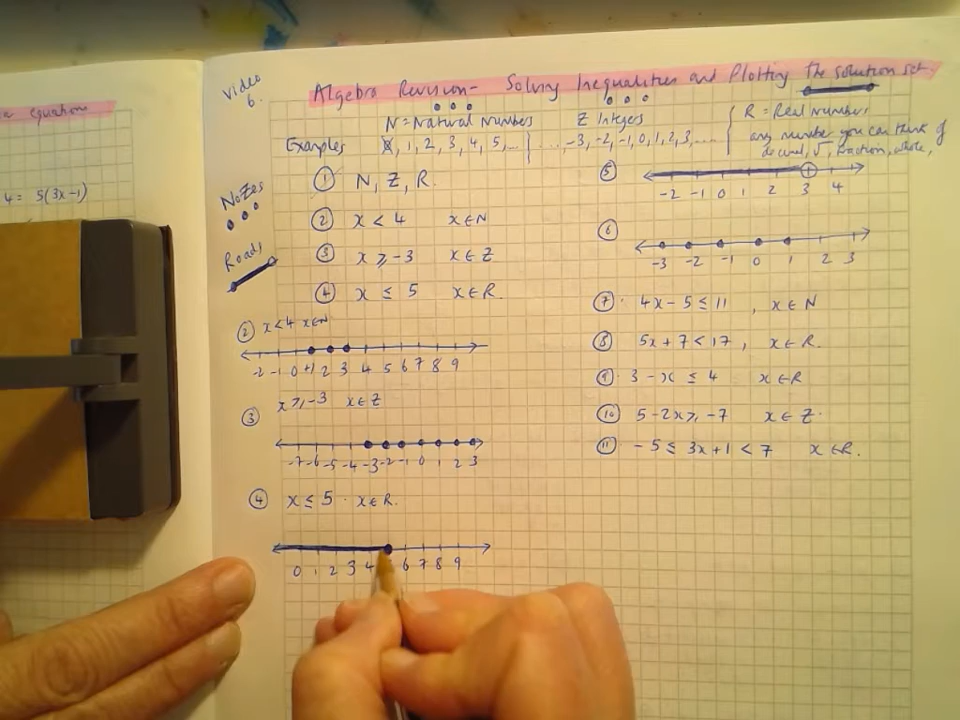 a equation
4 = 5(3x-1)
Video 6.
Algebra Revision - Solving Inequalities and Plotting the solution set.
N = Natural Numbers
Z Integers
R = Real Numbers
any number you can think of
decimal, √, fraction, whole,
Examples 0, 1, 2, 3, 4, 5, ...
... , -3, -2, -1, 0, 1, 2, 3, ....
NoZes
Roads
① N, Z, R.
② x < 4 x ∈ N
③ x ≥ -3 x ∈ Z
④ x ≤ 5 x ∈ R.
② x < 4 x ∈ N
-2 -1 0 +1 2 3 4 5 6 7 8 9
③ x ≥ -3 x ∈ Z
-7 -6 -5 -4 -3 -2 -1 0 1 2 3
④ x ≤ 5 . x ∈ R.
0 1 2 3 4 6 7 8 9
⑤
-2 -1 0 1 2 3 4
⑥
-3 -2 -1 0 1 2 3
⑦ 4x - 5 ≤ 11 , x ∈ N
⑧ 5x + 7 < 17 , x ∈ R.
⑨ 3 - x ≤ 4 x ∈ R
⑩ 5 - 2x ≥ -7 x ∈ Z.
⑪ -5 ≤ 3x + 1 < 7 x ∈ R.